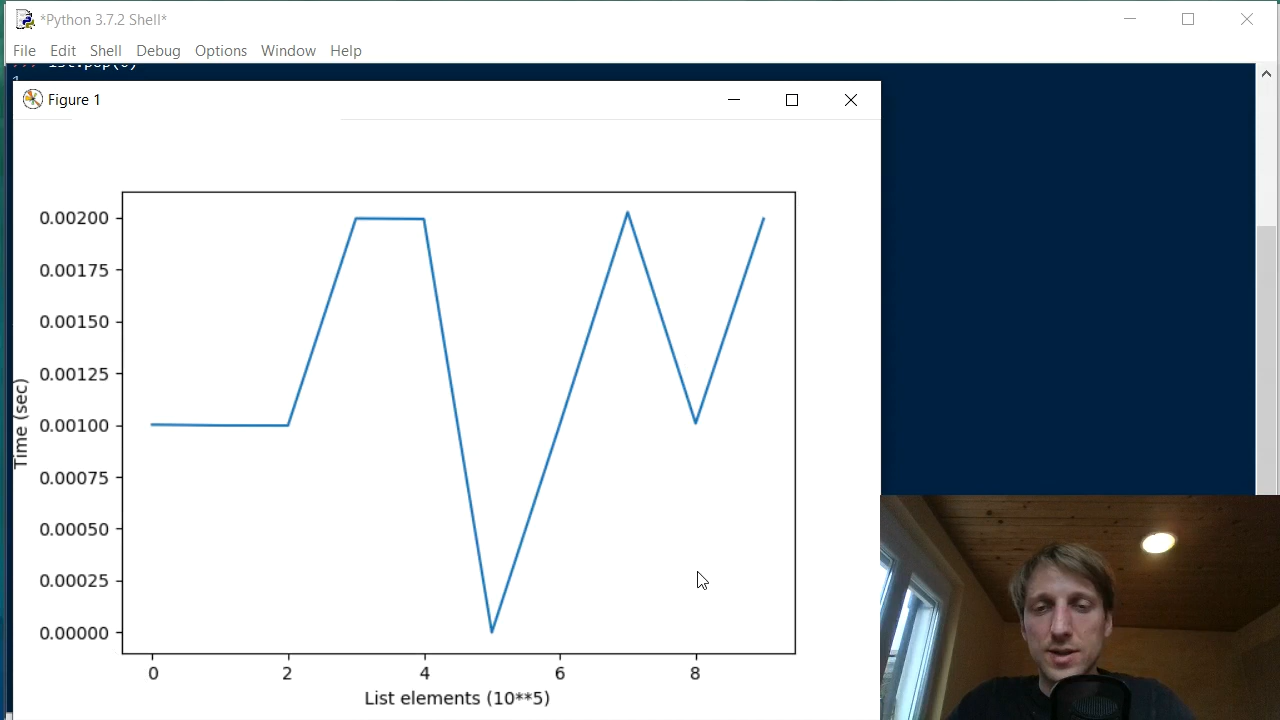 *Python 3.7.2 Shell*
File Edit Shell Debug Options Window Help
Figure 1
0.00200
0.00175
0.00150
0.00125
0.00100
0.00075
0.00050
0.00025
0.00000
Time (sec)
0 2 4 6 8
List elements (10**5)